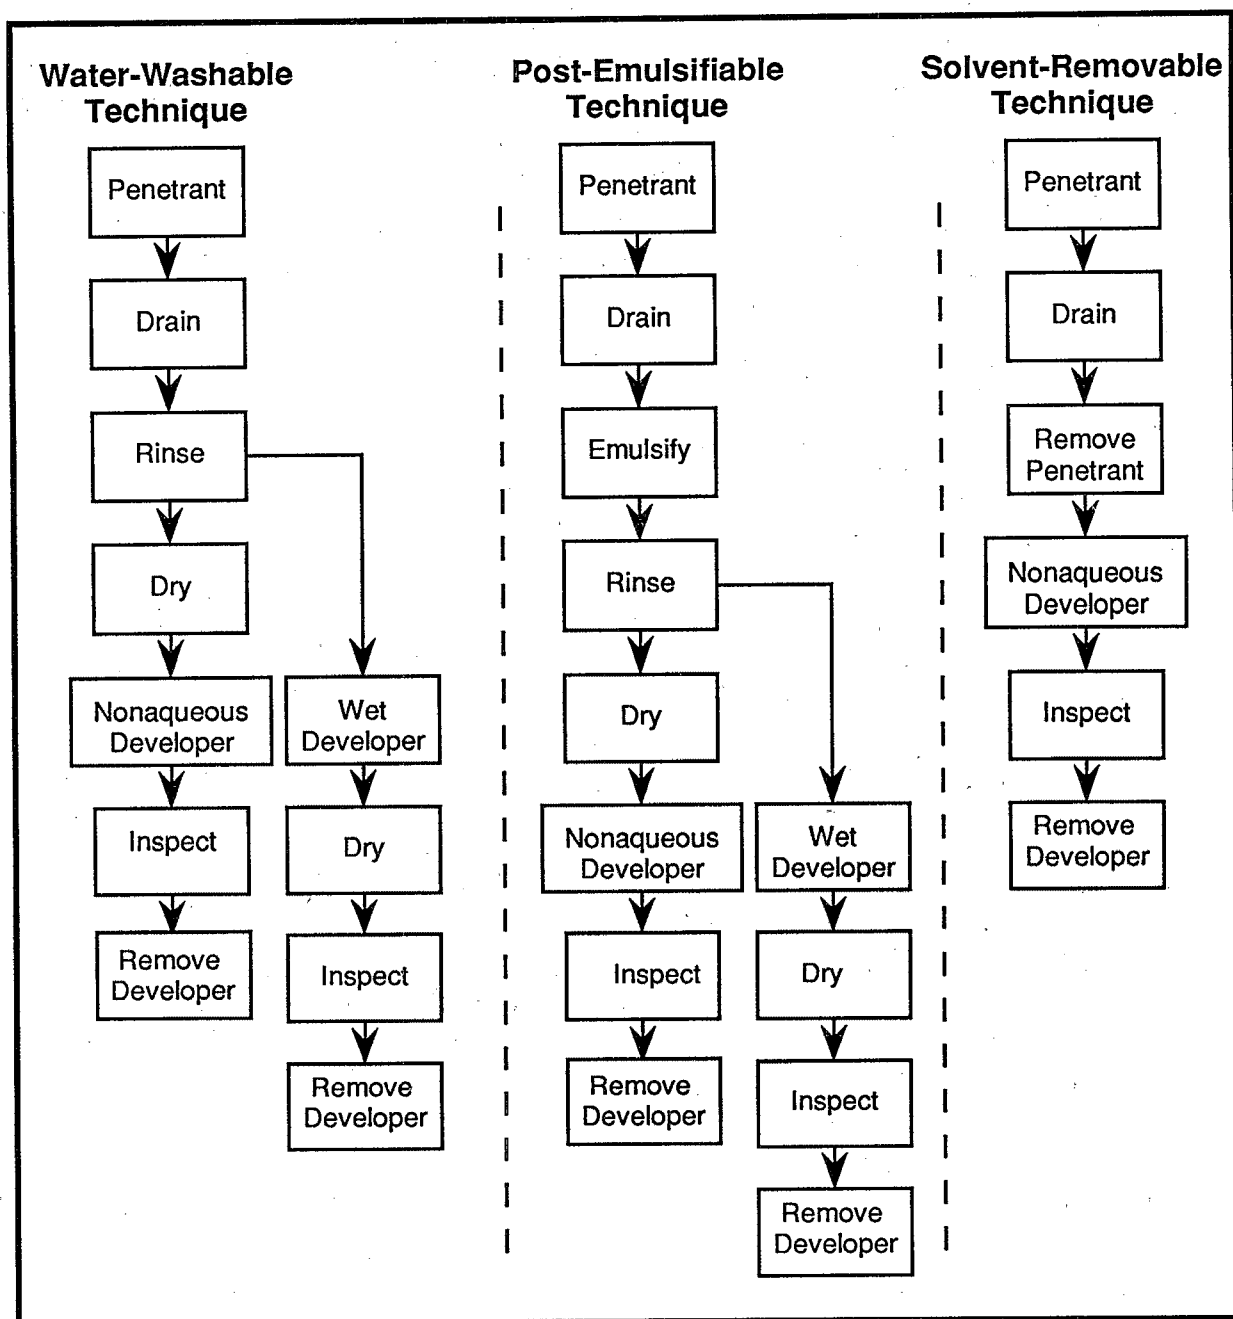 Water-Washable
Technique
Penetrant
Drain
Rinse
Dry
Nonaqueous
Developer
Inspect
Remove
Developer
Wet
Developer
Dry
Inspect
Remove
Developer
Post-Emulsifiable
Technique
Penetrant
Drain
Emulsify
Rinse
Dry
Nonaqueous
Developer
Inspect
Remove
Developer
Wet
Developer
Dry
Inspect
Remove
Developer
Solvent-Removable
Technique
Penetrant
Drain
Remove
Penetrant
Nonaqueous
Developer
Inspect
Remove
Developer